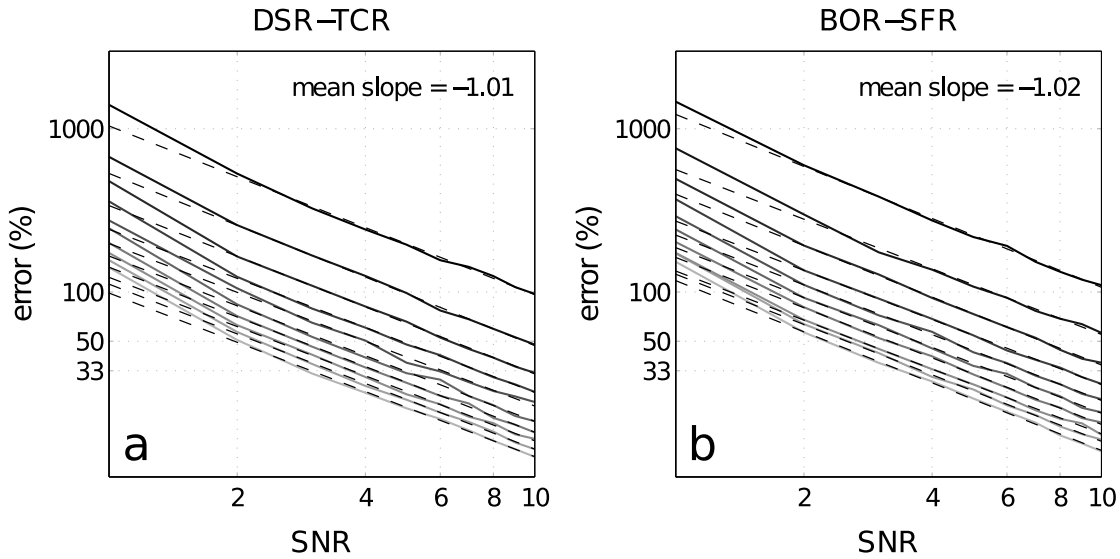 DSR–TCR
mean slope = –1.01
error (%)
1000
100
50
33
a
2 4 6 8 10
SNR
BOR–SFR
mean slope = –1.02
error (%)
1000
100
50
33
b
2 4 6 8 10
SNR